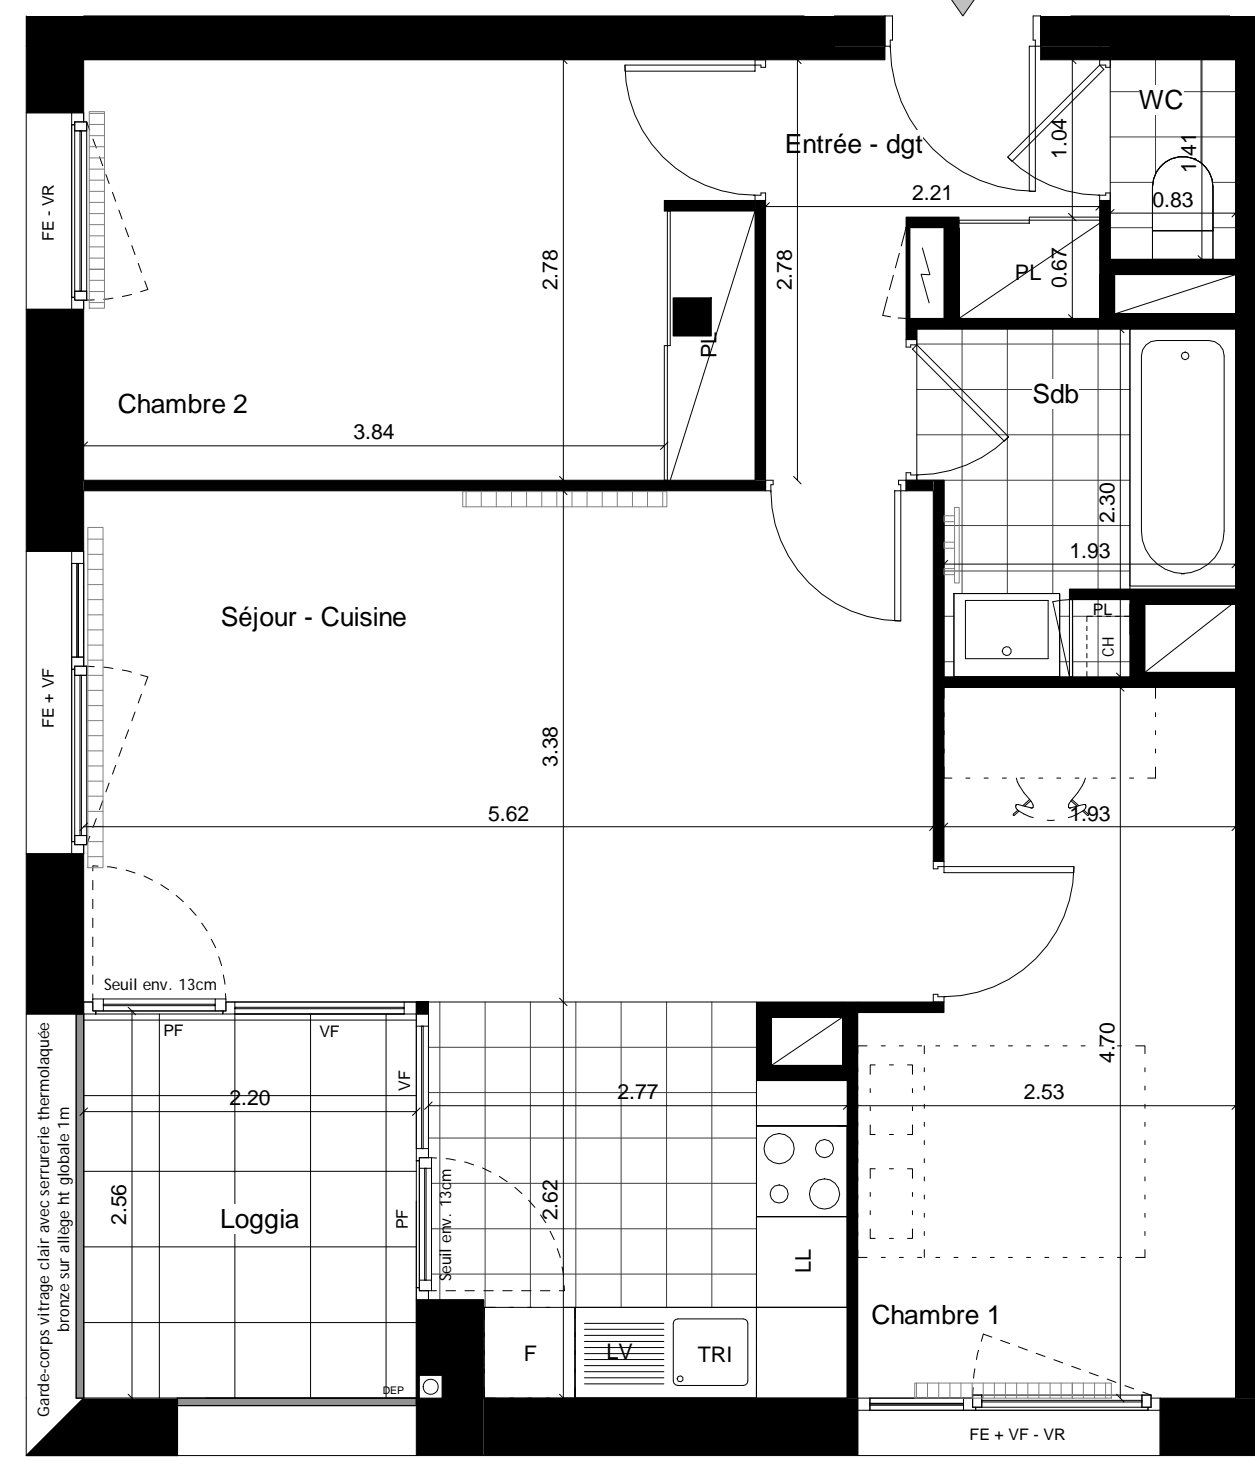 WC
Entrée - dgt
1.04
1.41
2.21
0.83
FE - VR
2.78
2.78
PL
0.67
PL
Chambre 2
Sdb
3.84
2.30
1.93
PL
CH
Séjour - Cuisine
FE + VF
3.38
5.62
1.93
Seuil env. 13cm
PF
VF
VF
2.20
2.77
4.70
2.53
Garde-corps vitrage clair avec serrurerie thermolaquée
bronze sur allège ht globale 1m
2.56
Loggia
PF
Seuil env. 13cm
2.62
LL
Chambre 1
F
LV
TRI
DEP
FE + VF - VR